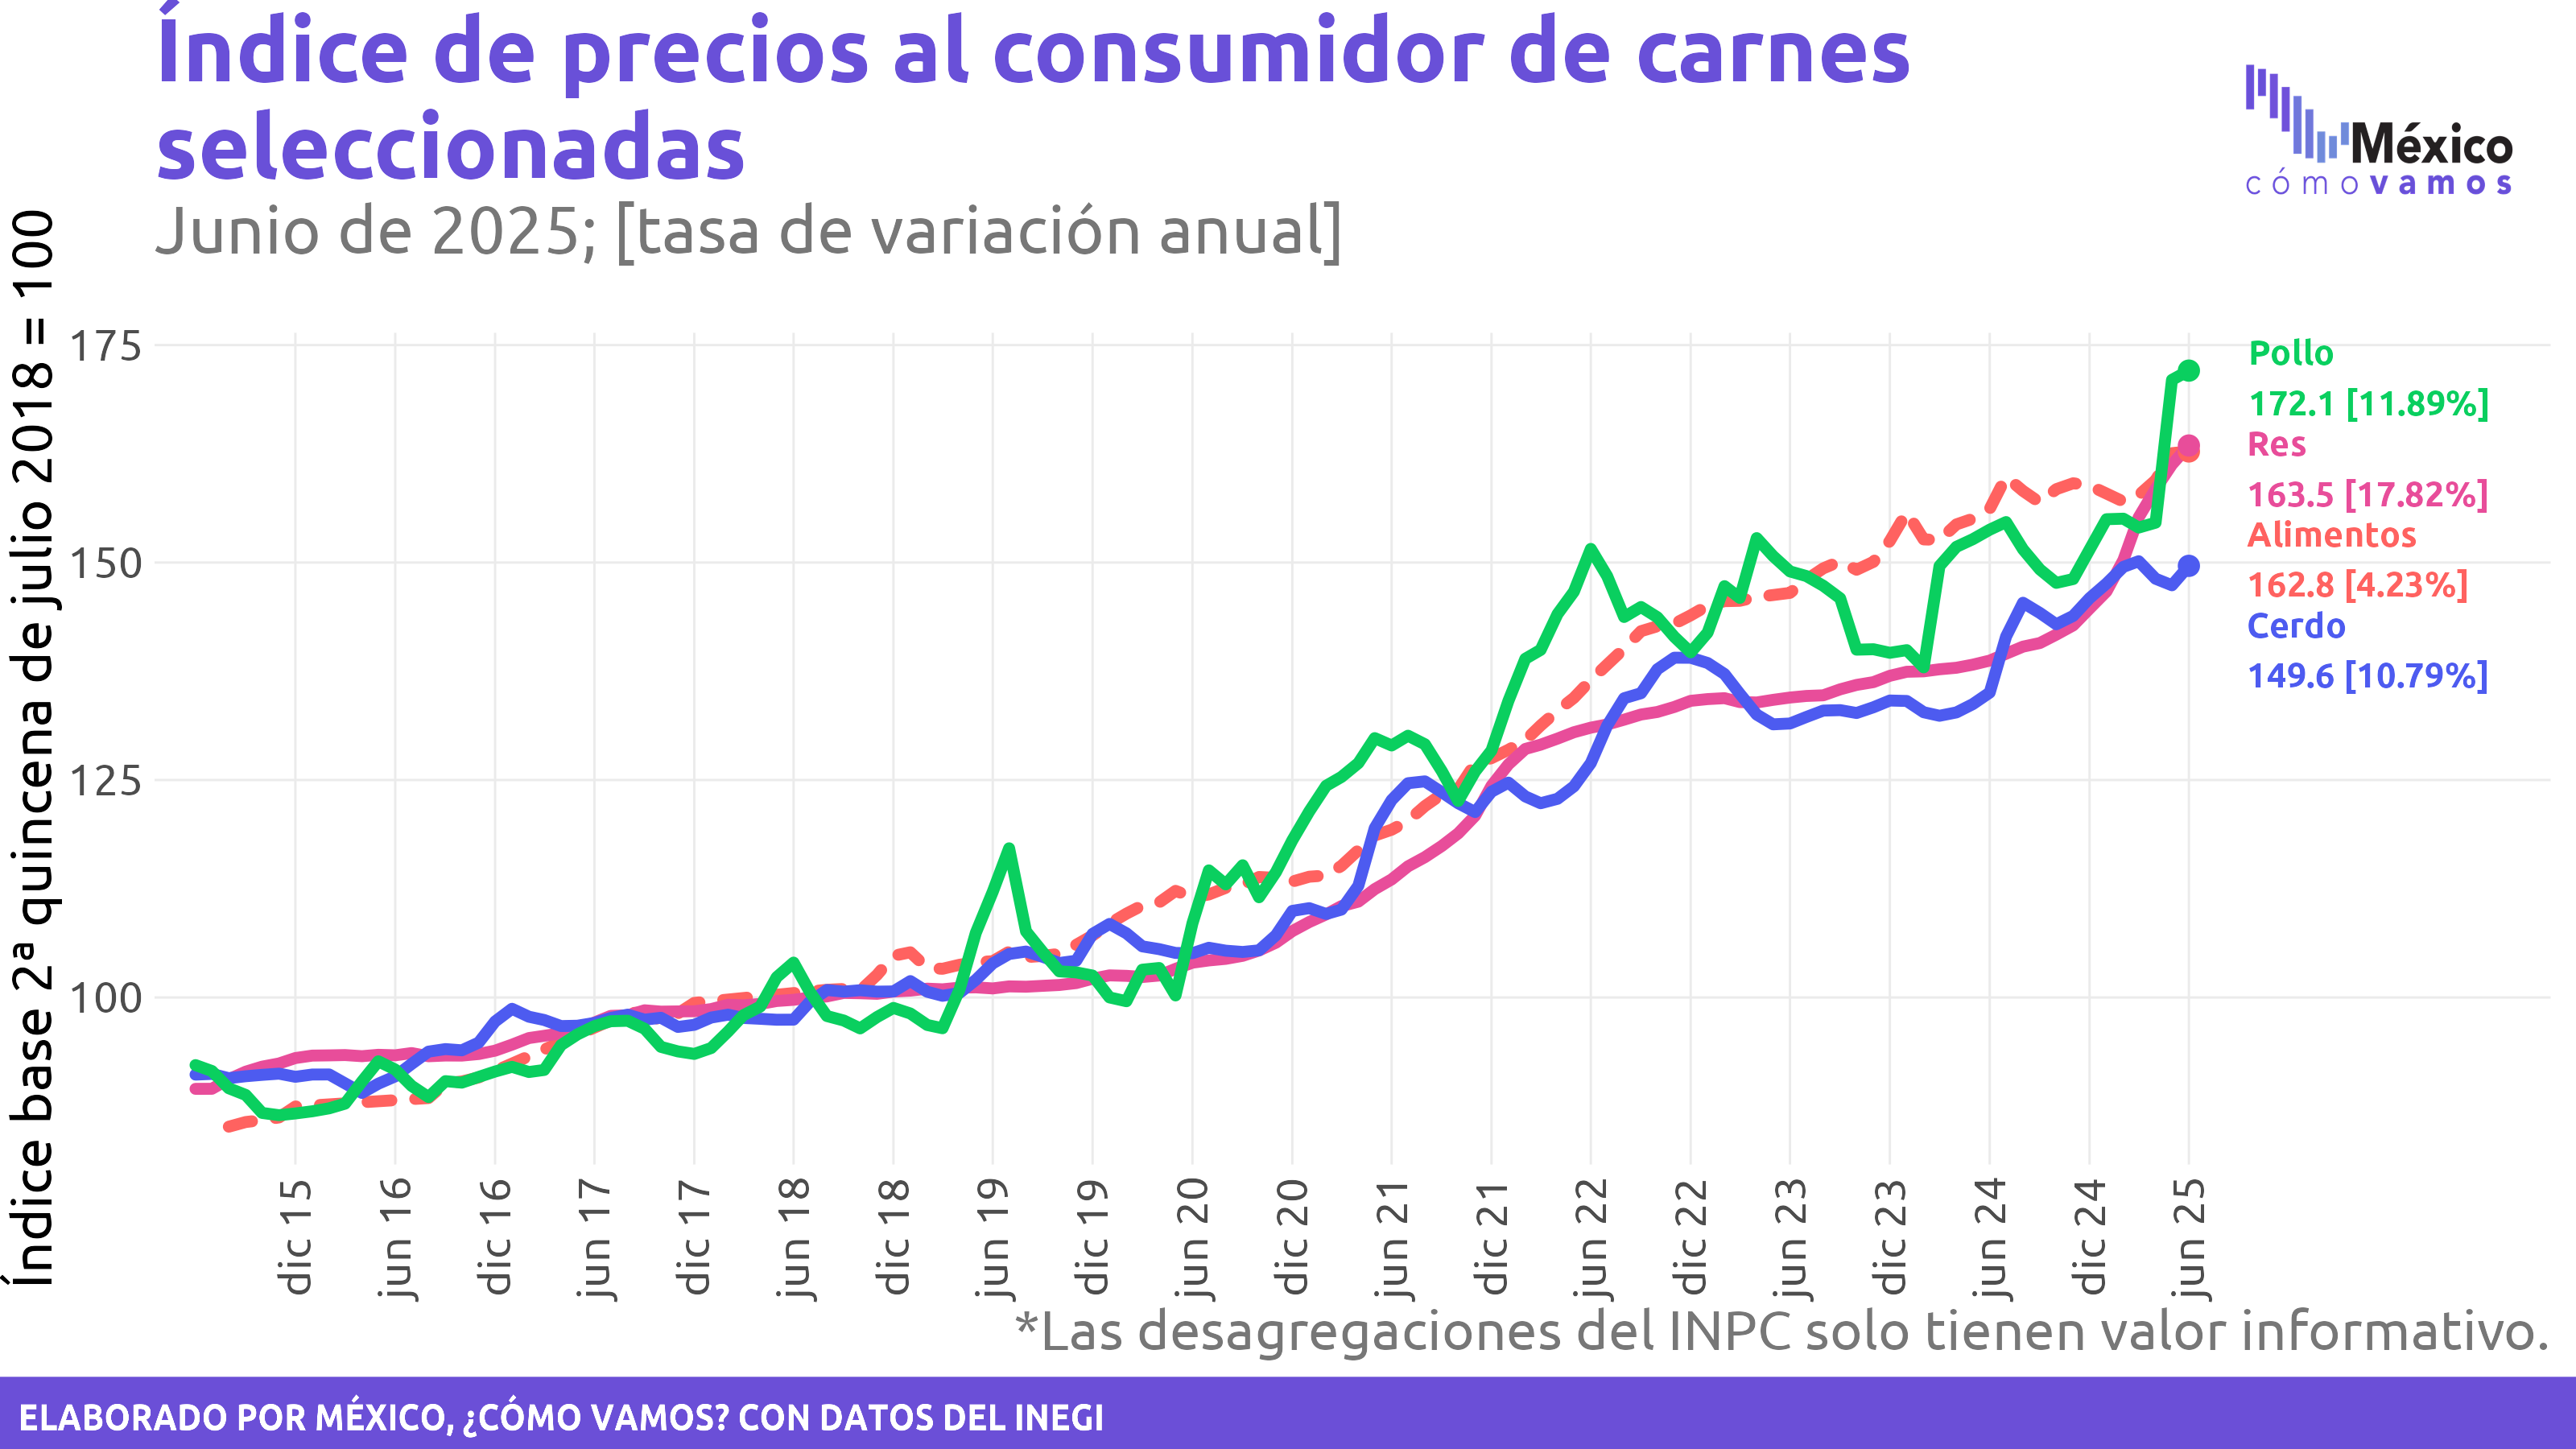 Índice de precios al consumidor de carnes
seleccionadas
Junio de 2025; [tasa de variación anual]
México
cómovamos
Índice base 2ª quincena de julio 2018 = 100
175
150
125
100
Pollo
172.1 [11.89%]
Res
163.5 [17.82%]
Alimentos
162.8 [4.23%]
Cerdo
149.6 [10.79%]
dic 15
jun 16
dic 16
jun 17
dic 17
jun 18
dic 18
jun 19
dic 19
jun 20
dic 20
jun 21
dic 21
jun 22
dic 22
jun 23
dic 23
jun 24
dic 24
jun 25
*Las desagregaciones del INPC solo tienen valor informativo.
ELABORADO POR MÉXICO, ¿CÓMO VAMOS? CON DATOS DEL INEGI